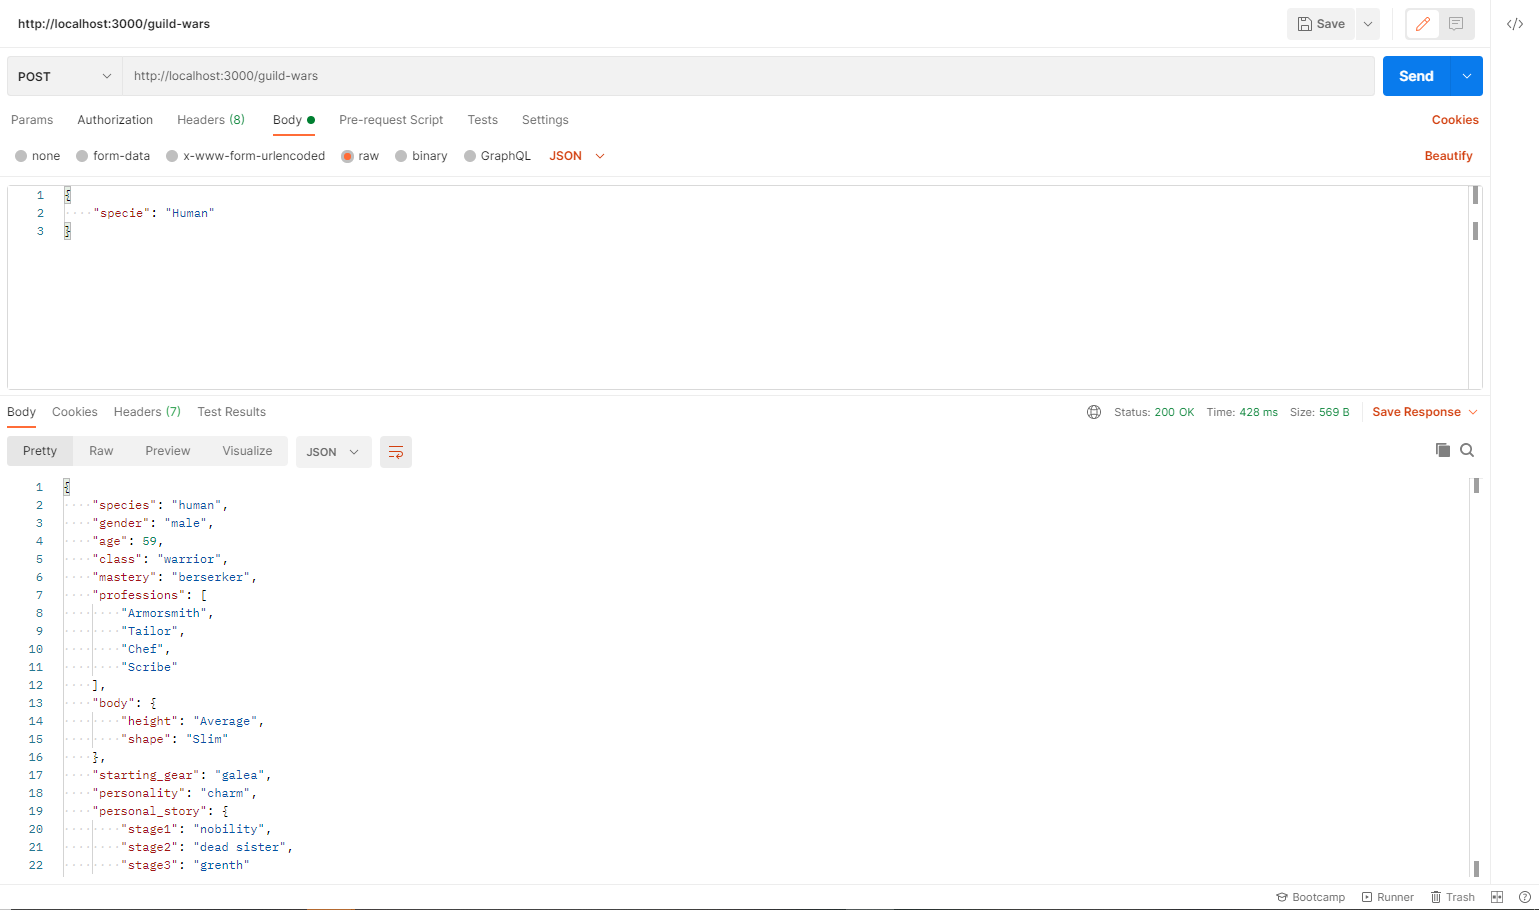 http://localhost:3000/guild-wars
Save
POST
http://localhost:3000/guild-wars
Send
Params Authorization Headers (8) Body Pre-request Script Tests Settings Cookies
none form-data x-www-form-urlencoded raw binary GraphQL JSON Beautify
1 {
2 "specie": "Human"
3 }
Body Cookies Headers (7) Test Results Status: 200 OK Time: 428 ms Size: 569 B Save Response
Pretty Raw Preview Visualize JSON
1 {
2 "species": "human",
3 "gender": "male",
4 "age": 59,
5 "class": "warrior",
6 "mastery": "berserker",
7 "professions": [
8 "Armorsmith",
9 "Tailor",
10 "Chef",
11 "Scribe"
12 ],
13 "body": {
14 "height": "Average",
15 "shape": "Slim"
16 },
17 "starting_gear": "galea",
18 "personality": "charm",
19 "personal_story": {
20 "stage1": "nobility",
21 "stage2": "dead sister",
22 "stage3": "grenth"
Bootcamp Runner Trash